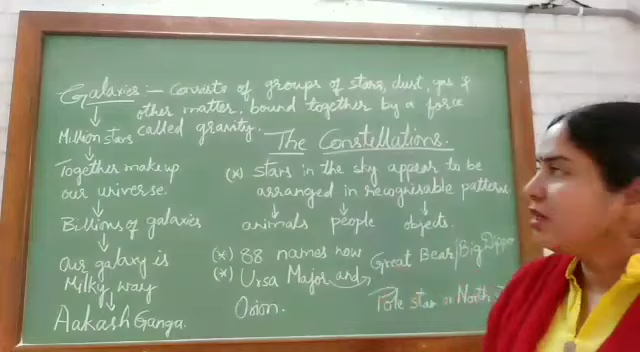 Galaxies — consists of groups of stars, dust, gas &
other matter, bound together by a force
called gravity.
Million stars
Together make up
our universe.
Billions of galaxies
Our galaxy is
Milky way
Aakash Ganga.
The Constellations.
(*) stars in the sky appear to be
arranged in recognisable patterns
animals people objects.
(*) 88 names now
(*) Ursa Major and Great Bear/Big Dipper
Orion. Pole star or North